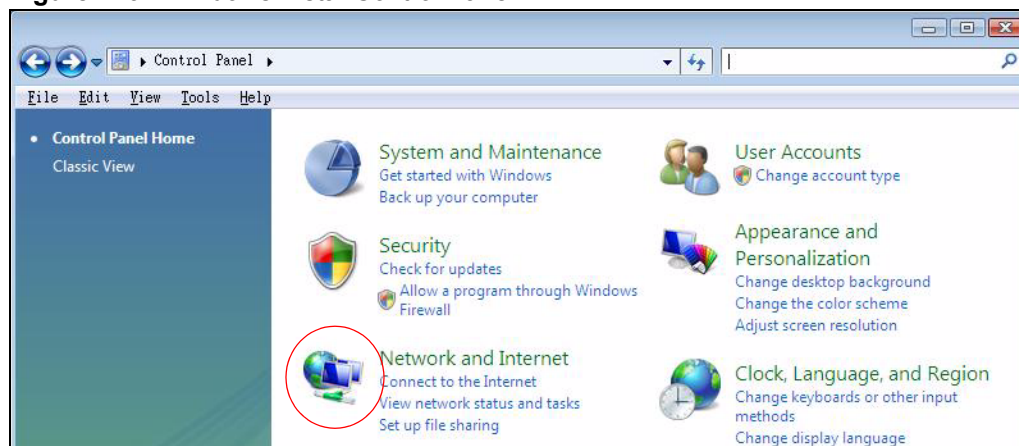 Control Panel
File Edit View Tools Help
Control Panel Home
Classic View
System and Maintenance
Get started with Windows
Back up your computer
Security
Check for updates
Allow a program through Windows
Firewall
Network and Internet
Connect to the Internet
View network status and tasks
Set up file sharing
User Accounts
Change account type
Appearance and
Personalization
Change desktop background
Change the color scheme
Adjust screen resolution
Clock, Language, and Region
Change keyboards or other input
methods
Change display language